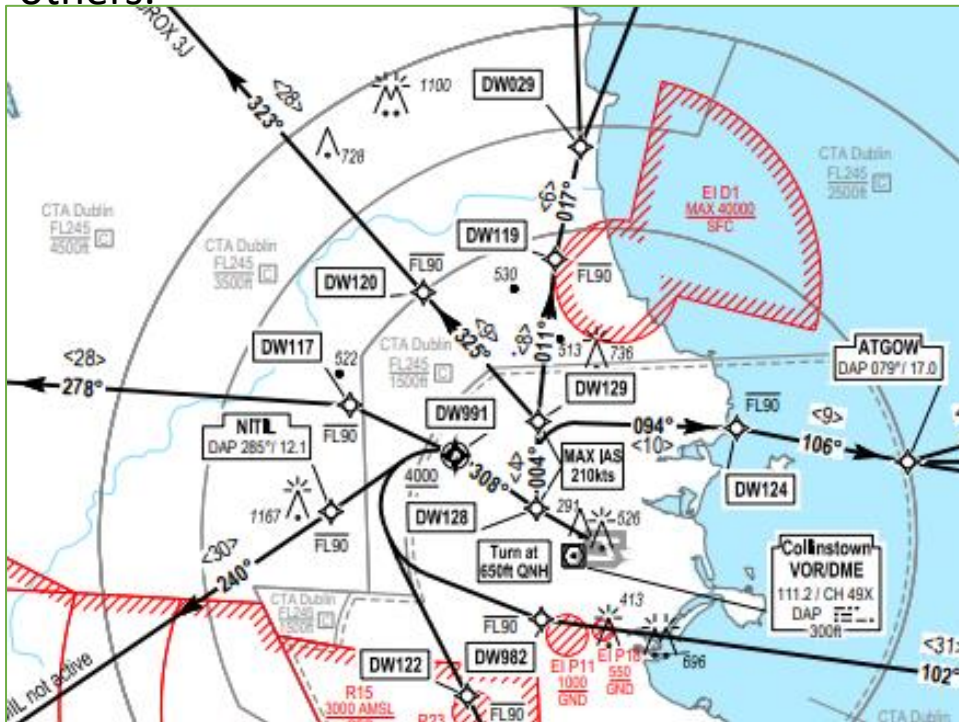 others.
OROX 3J
<28>
323°
1100
728
DW029
<6>
017°
CTA Dublin
FL245
2500ft
C
EI D1
MAX 40000
SFC
CTA Dublin
FL245
4500ft
C
CTA Dublin
FL245
3500ft
C
DW119
FL90
FL90
DW120
530
<9>
325°
<8>
011°
513
736
CTA Dublin
FL245
1500ft
C
<28>
278°
DW117
522
FL90
ATGOW
DAP 079°/ 17.0
DW129
DW991
FL90
NITIL
DAP 285°/ 12.1
094°
<10>
<9>
106°
MAX IAS
210kts
4000
308°
<4>
004°
DW124
1167
DW128
291
526
FL90
Turn at
650ft QNH
Collinstown
VOR/DME
111.2 / CH 49X
DAP
300ft
<30>
240°
CTA Dublin
FL245
1500ft
C
413
FL90
DW122
DW982
EI P11
1000
GND
EI P18
550
GND
696
<31>
102°
NITIL not active
R15
3000 AMSL
R23
FL90
CTA Dublin